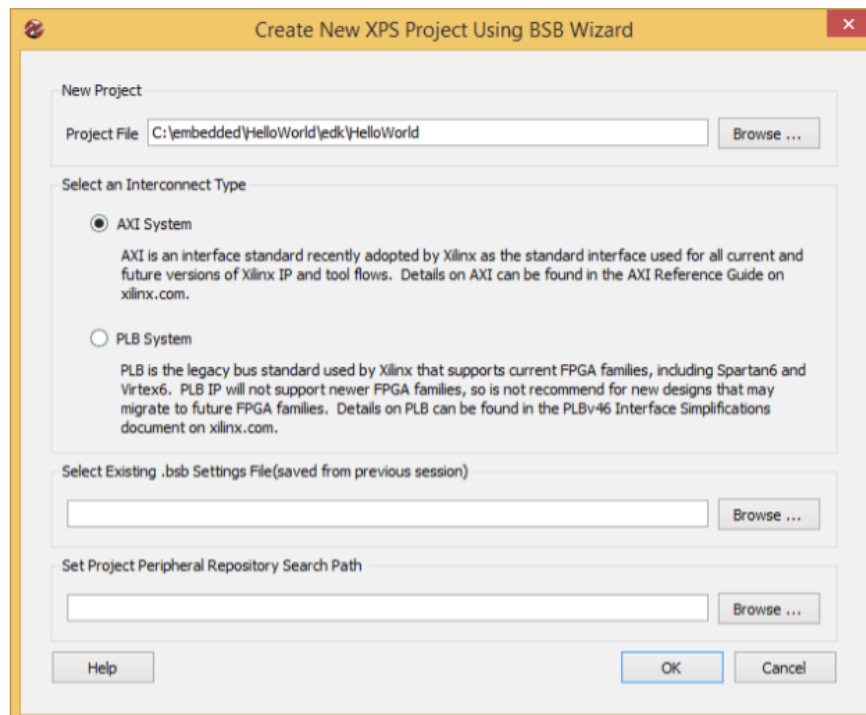 Create New XPS Project Using BSB Wizard
New Project
Project File C:\embedded\HelloWorld\edk\HelloWorld Browse ...
Select an Interconnect Type
AXI System
AXI is an interface standard recently adopted by Xilinx as the standard interface used for all current and
future versions of Xilinx IP and tool flows. Details on AXI can be found in the AXI Reference Guide on
xilinx.com.
PLB System
PLB is the legacy bus standard used by Xilinx that supports current FPGA families, including Spartan6 and
Virtex6. PLB IP will not support newer FPGA families, so is not recommend for new designs that may
migrate to future FPGA families. Details on PLB can be found in the PLBv46 Interface Simplifications
document on xilinx.com.
Select Existing .bsb Settings File(saved from previous session)
Browse ...
Set Project Peripheral Repository Search Path
Browse ...
Help OK Cancel